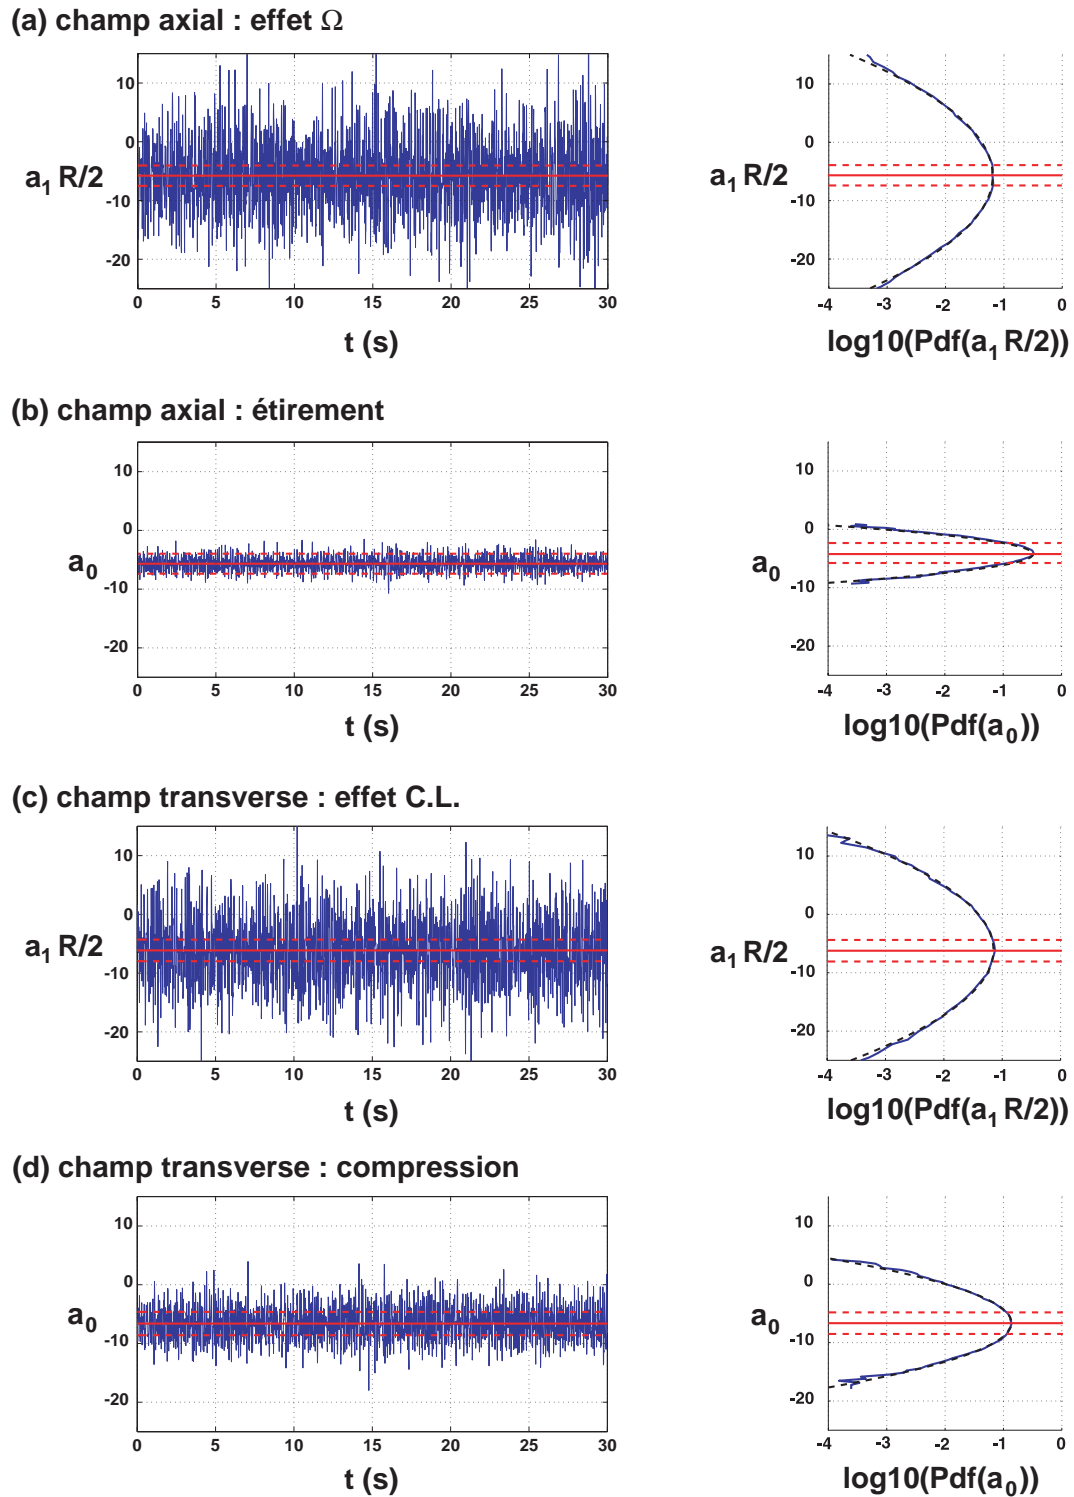 (a) champ axial : effet Ω
10
0
a1 R/2
-10
-20
0 5 10 15 20 25 30
t (s)
10
0
a1 R/2
-10
-20
-4 -3 -2 -1 0
log10(Pdf(a1 R/2))
(b) champ axial : étirement
10
0
a0
-10
-20
0 5 10 15 20 25 30
t (s)
10
0
a0
-10
-20
-4 -3 -2 -1 0
log10(Pdf(a0))
(c) champ transverse : effet C.L.
10
0
a1 R/2
-10
-20
0 5 10 15 20 25 30
t (s)
10
0
a1 R/2
-10
-20
-4 -3 -2 -1 0
log10(Pdf(a1 R/2))
(d) champ transverse : compression
10
0
a0
-10
-20
0 5 10 15 20 25 30
t (s)
10
0
a0
-10
-20
-4 -3 -2 -1 0
log10(Pdf(a0))